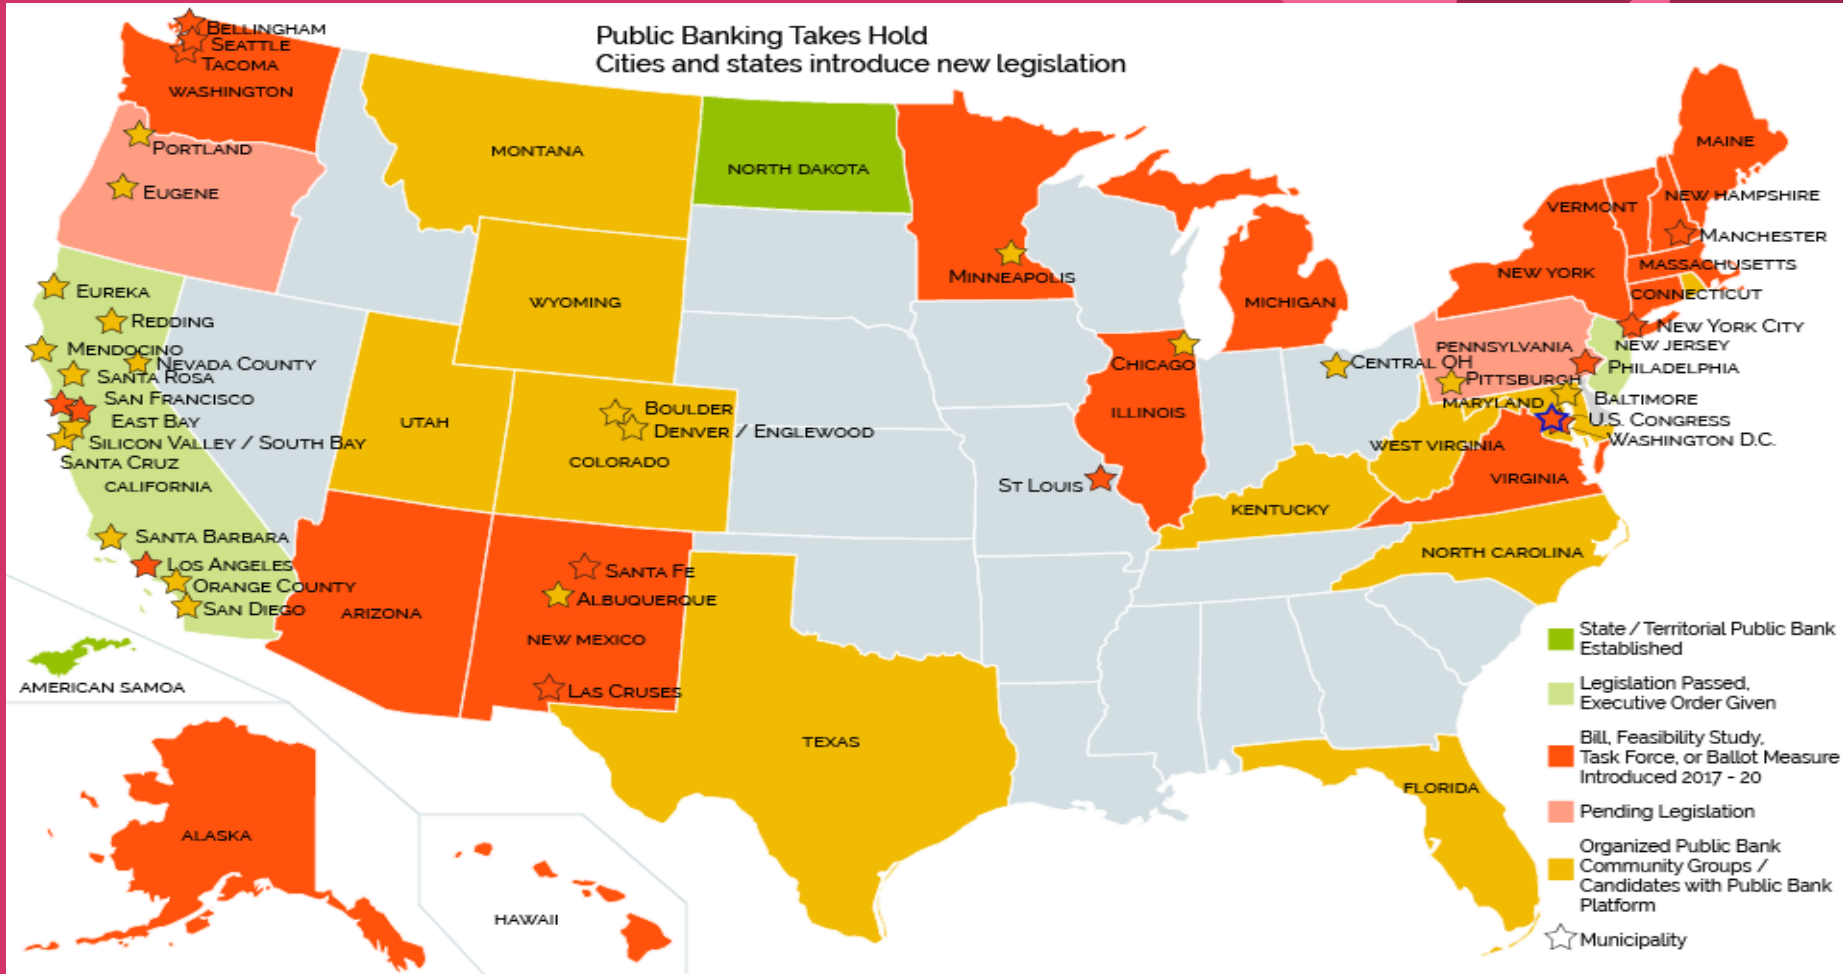 Public Banking Takes Hold
Cities and states introduce new legislation
BELLINGHAM
SEATTLE
TACOMA
WASHINGTON
PORTLAND
EUGENE
MONTANA
NORTH DAKOTA
WYOMING
MINNEAPOLIS
MICHIGAN
MAINE
NEW HAMPSHIRE
VERMONT
MANCHESTER
NEW YORK
MASSACHUSETTS
CONNECTICUT
NEW YORK CITY
NEW JERSEY
PENNSYLVANIA
PHILADELPHIA
PITTSBURGH
CENTRAL OH
MARYLAND
BALTIMORE
U.S. CONGRESS
WASHINGTON D.C.
WEST VIRGINIA
VIRGINIA
KENTUCKY
NORTH CAROLINA
CHICAGO
ILLINOIS
ST LOUIS
EUREKA
REDDING
MENDOCINO
NEVADA COUNTY
SANTA ROSA
SAN FRANCISCO
EAST BAY
SILICON VALLEY / SOUTH BAY
SANTA CRUZ
CALIFORNIA
SANTA BARBARA
LOS ANGELES
ORANGE COUNTY
SAN DIEGO
UTAH
BOULDER
DENVER / ENGLEWOOD
COLORADO
ARIZONA
SANTA FE
ALBUQUERQUE
NEW MEXICO
LAS CRUSES
TEXAS
FLORIDA
AMERICAN SAMOA
ALASKA
HAWAII
State / Territorial Public Bank
Established
Legislation Passed,
Executive Order Given
Bill, Feasibility Study,
Task Force, or Ballot Measure
Introduced 2017 - 20
Pending Legislation
Organized Public Bank
Community Groups /
Candidates with Public Bank
Platform
Municipality